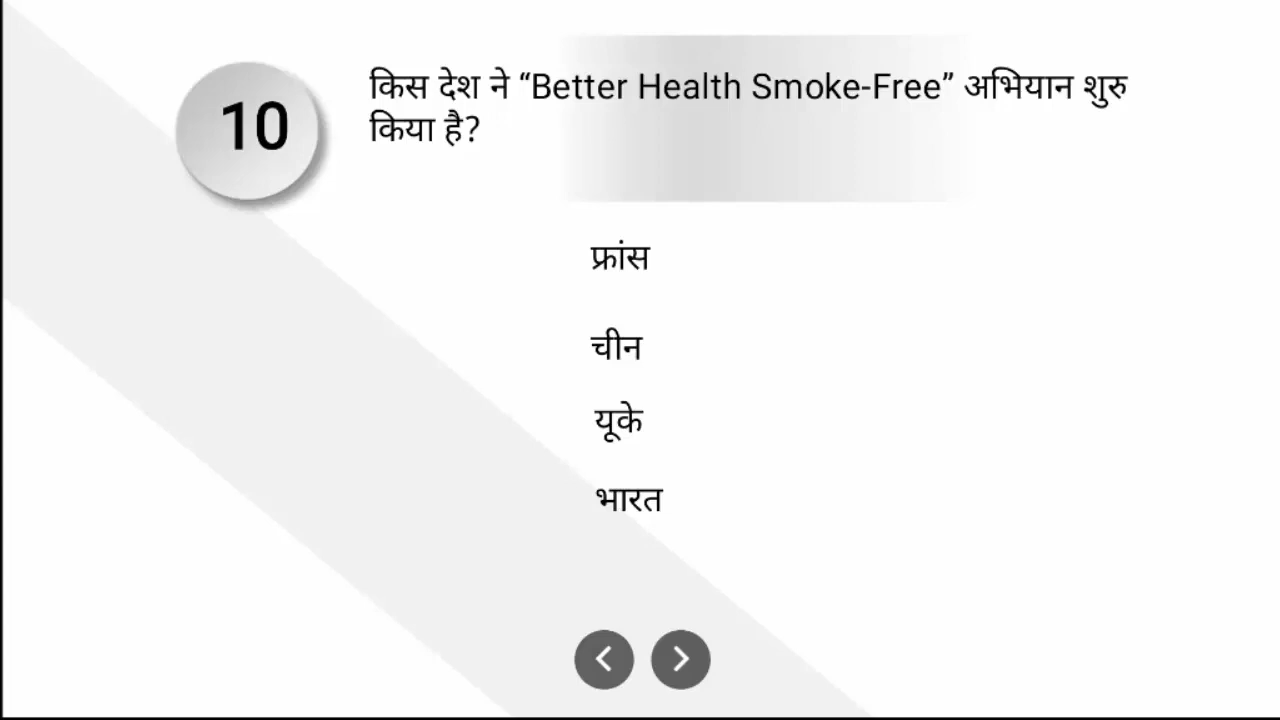 10
किस देश ने “Better Health Smoke-Free” अभियान शुरु
किया है?
फ्रांस
चीन
यूके
भारत